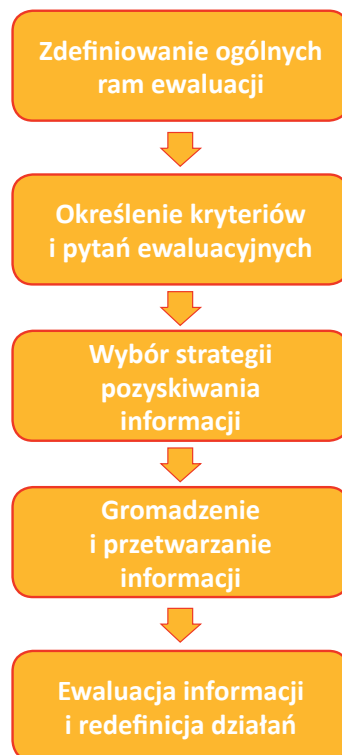 Zdefiniowanie ogólnych
ram ewaluacji
Określenie kryteriów
i pytań ewaluacyjnych
Wybór strategii
pozyskiwania
informacji
Gromadzenie
i przetwarzanie
informacji
Ewaluacja informacji
i redefinicja działań